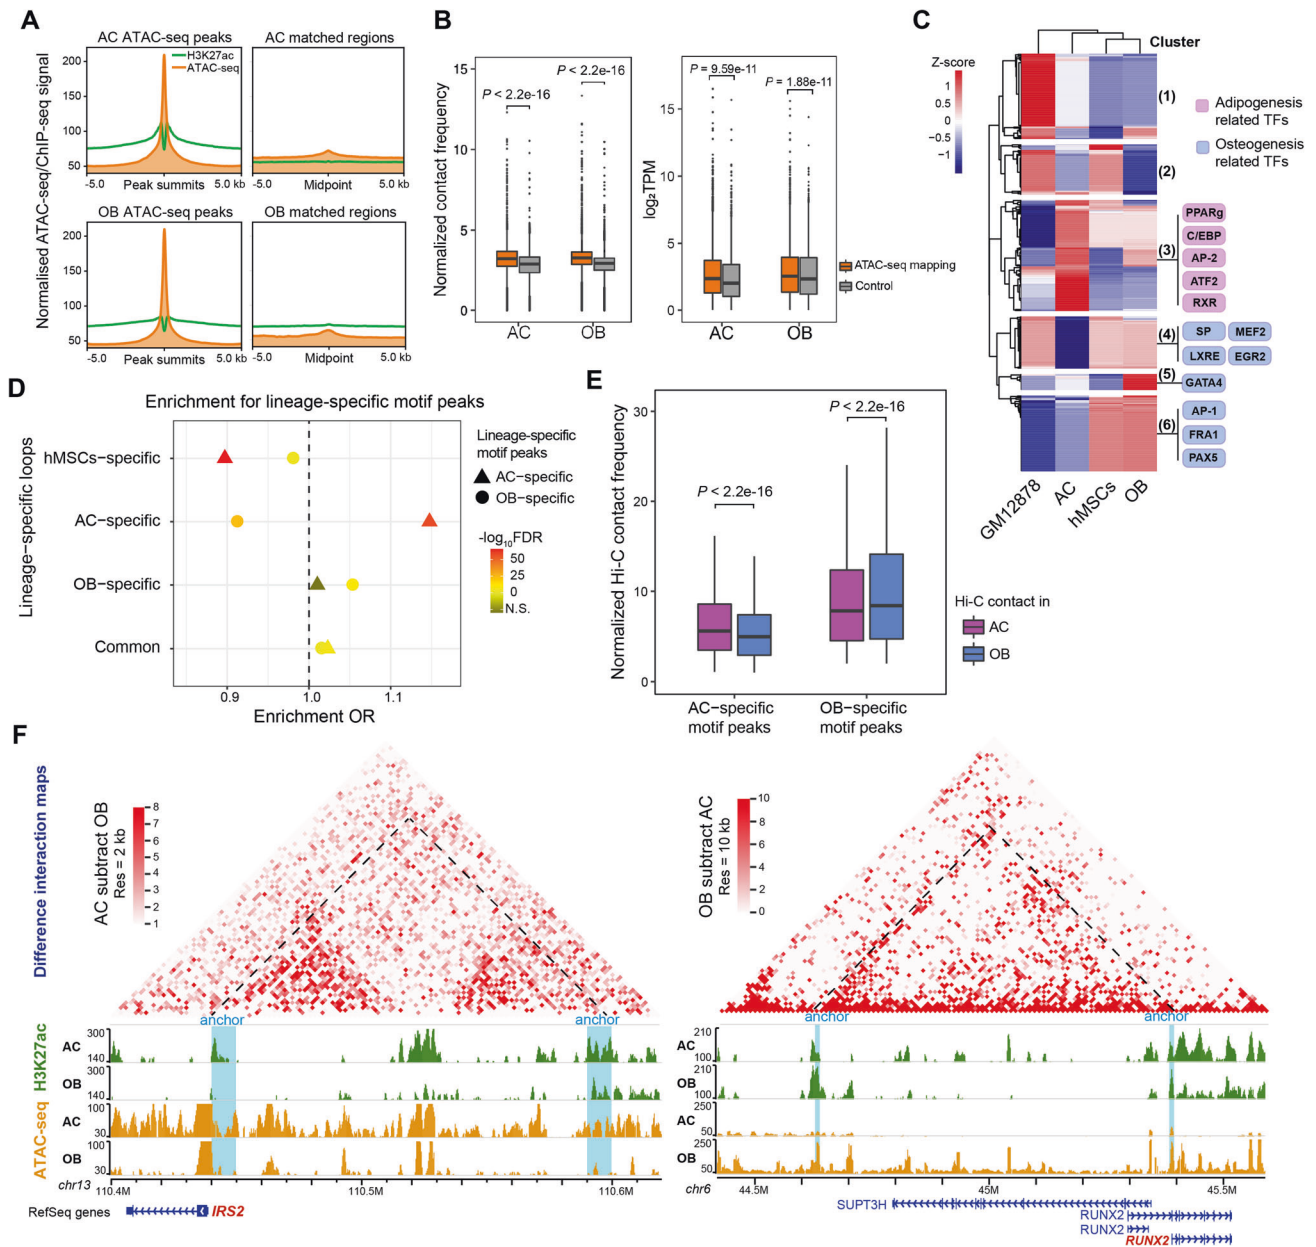 A
AC ATAC-seq peaks
AC matched regions
H3K27ac
ATAC-seq
200
150
100
50
-5.0 Peak summits 5.0 kb
-5.0 Midpoint 5.0 kb
OB ATAC-seq peaks
OB matched regions
200
150
100
50
-5.0 Peak summits 5.0 kb
-5.0 Midpoint 5.0 kb
Normalised ATAC-seq/ChIP-seq signal
B
Normalized contact frequency
15
10
5
0
P < 2.2e-16
P < 2.2e-16
AC
OB
log₂TPM
15
10
5
0
P = 9.59e-11
P = 1.88e-11
AC
OB
ATAC-seq mapping
Control
C
Cluster
Z-score
1
0.5
0
−0.5
−1
(1)
(2)
(3)
(4)
(5)
(6)
Adipogenesis
related TFs
Osteogenesis
related TFs
PPARg
C/EBP
AP-2
ATF2
RXR
SP
MEF2
LXRE
EGR2
GATA4
AP-1
FRA1
PAX5
GM12878
AC
hMSCs
OB
D
Enrichment for lineage-specific motif peaks
Lineage-specific loops
hMSCs−specific
AC−specific
OB−specific
Common
0.9
1.0
1.1
Enrichment OR
Lineage-specific
motif peaks
AC−specific
OB−specific
-log₁₀FDR
50
25
0
N.S.
E
Normalized Hi-C contact frequency
30
20
10
0
P < 2.2e-16
P < 2.2e-16
AC−specific
motif peaks
OB−specific
motif peaks
Hi-C contact in
AC
OB
F
Difference interaction maps
AC subtract OB
Res = 2 kb
8
7
6
5
4
3
2
1
anchor
anchor
H3K27ac
ATAC-seq
AC
300
140
OB
300
140
AC
100
30
OB
100
30
chr13
110.4M
110.5M
110.6M
RefSeq genes
IRS2
OB subtract AC
Res = 10 kb
10
8
6
4
2
0
anchor
anchor
AC
210
100
OB
210
100
AC
250
50
OB
250
50
chr6
44.5M
45M
45.5M
SUPT3H
RUNX2
RUNX2
RUNX2